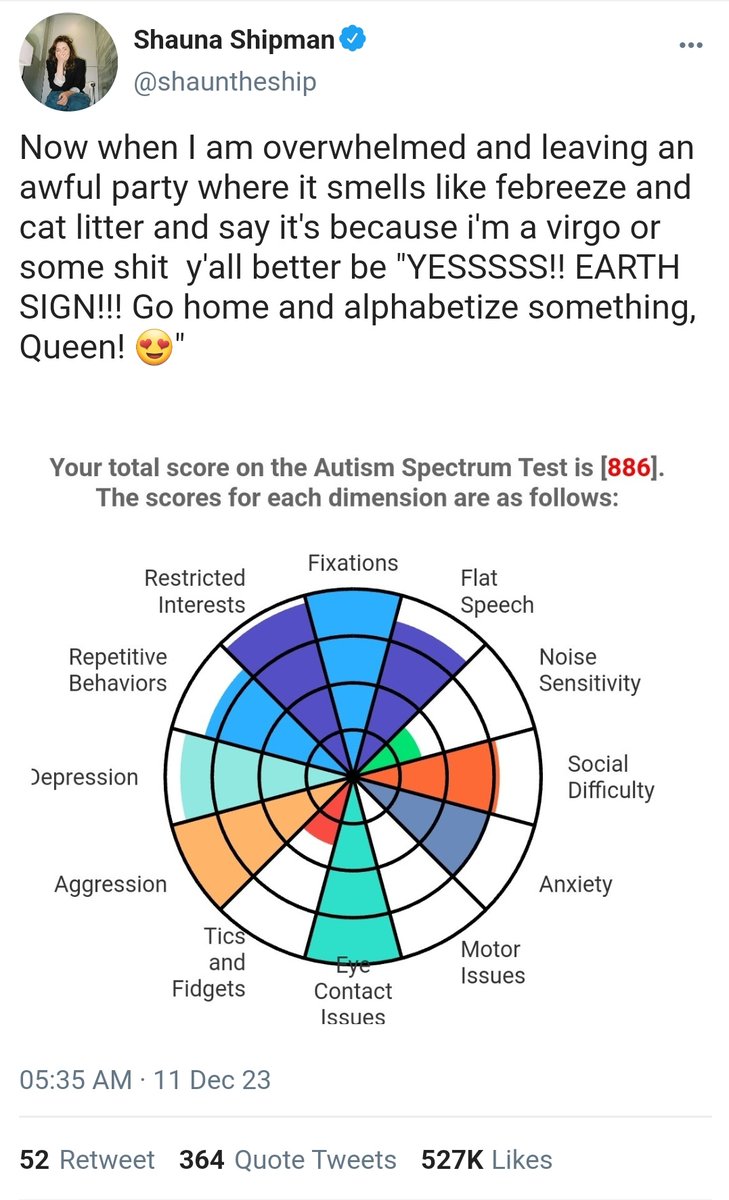 Shauna Shipman
@shauntheship
Now when I am overwhelmed and leaving an
awful party where it smells like febreeze and
cat litter and say it's because i'm a virgo or
some shit  y'all better be "YESSSSS!! EARTH
SIGN!!! Go home and alphabetize something,
Queen! 😍"
Your total score on the Autism Spectrum Test is [886].
The scores for each dimension are as follows:
Fixations
Restricted
Interests
Flat
Speech
Repetitive
Behaviors
Noise
Sensitivity
Depression
Social
Difficulty
Aggression
Anxiety
Tics
and
Fidgets
Eye
Contact
Issues
Motor
Issues
05:35 AM · 11 Dec 23
52 Retweet 364 Quote Tweets 527K Likes